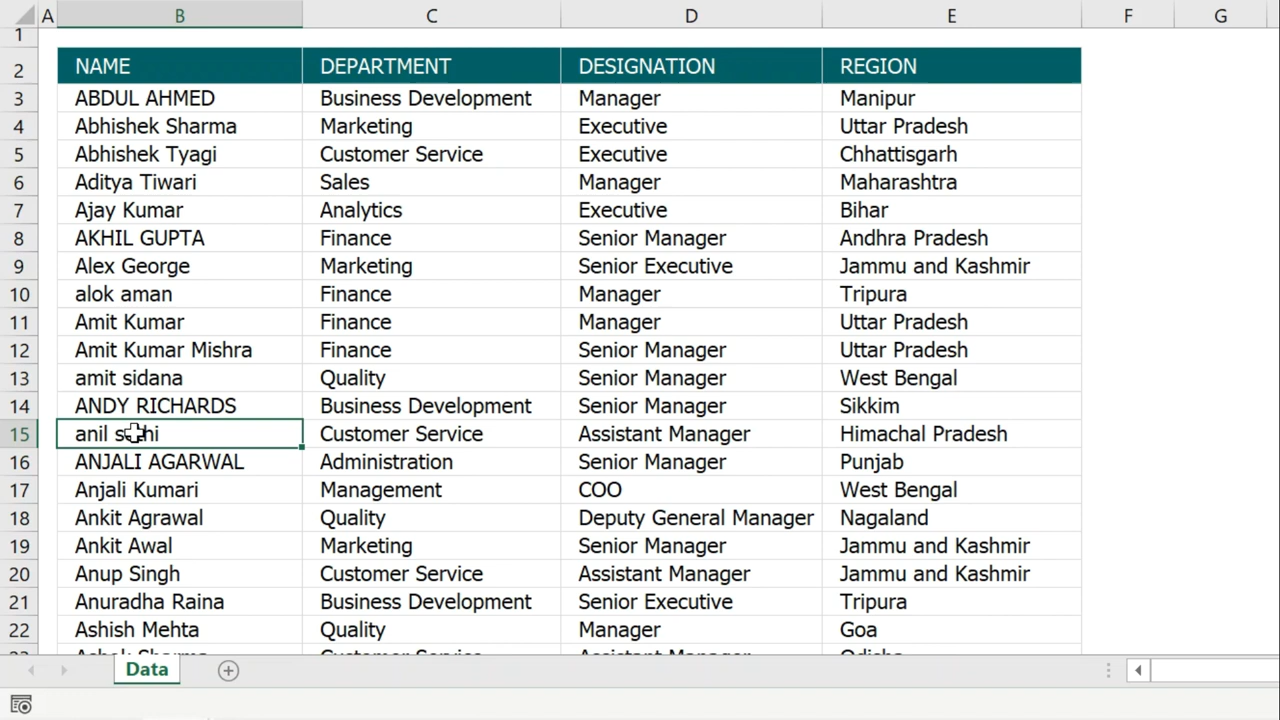 A B C D E F G
1
2 NAME DEPARTMENT DESIGNATION REGION
3 ABDUL AHMED Business Development Manager Manipur
4 Abhishek Sharma Marketing Executive Uttar Pradesh
5 Abhishek Tyagi Customer Service Executive Chhattisgarh
6 Aditya Tiwari Sales Manager Maharashtra
7 Ajay Kumar Analytics Executive Bihar
8 AKHIL GUPTA Finance Senior Manager Andhra Pradesh
9 Alex George Marketing Senior Executive Jammu and Kashmir
10 alok aman Finance Manager Tripura
11 Amit Kumar Finance Manager Uttar Pradesh
12 Amit Kumar Mishra Finance Senior Manager Uttar Pradesh
13 amit sidana Quality Senior Manager West Bengal
14 ANDY RICHARDS Business Development Manager Sikkim
15 anil Customer Service Assistant Manager Himachal Pradesh
16 ANJALI AGARWAL Administration Senior Manager Punjab
17 Anjali Kumari Management COO West Bengal
18 Ankit Agrawal Quality Deputy General Manager Nagaland
19 Ankit Awal Marketing Senior Manager Jammu and Kashmir
20 Anup Singh Customer Service Assistant Manager Jammu and Kashmir
21 Anuradha Raina Business Development Senior Executive Tripura
22 Ashish Mehta Quality Manager Goa
Data